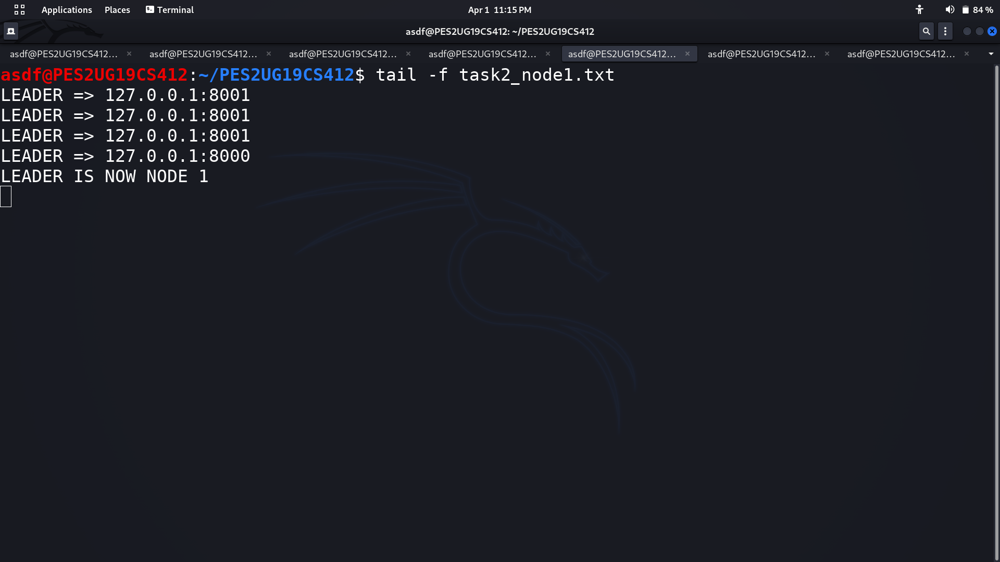 Applications Places Terminal Apr 1 11:15 PM 84 %
asdf@PES2UG19CS412: ~/PES2UG19CS412
asdf@PES2UG19CS412… × asdf@PES2UG19CS412… × asdf@PES2UG19CS412… × asdf@PES2UG19CS412… × asdf@PES2UG19CS412… × asdf@PES2UG19CS412… × asdf@PES2UG19CS412… ×
asdf@PES2UG19CS412:~/PES2UG19CS412$ tail -f task2_node1.txt
LEADER => 127.0.0.1:8001
LEADER => 127.0.0.1:8001
LEADER => 127.0.0.1:8001
LEADER => 127.0.0.1:8000
LEADER IS NOW NODE 1